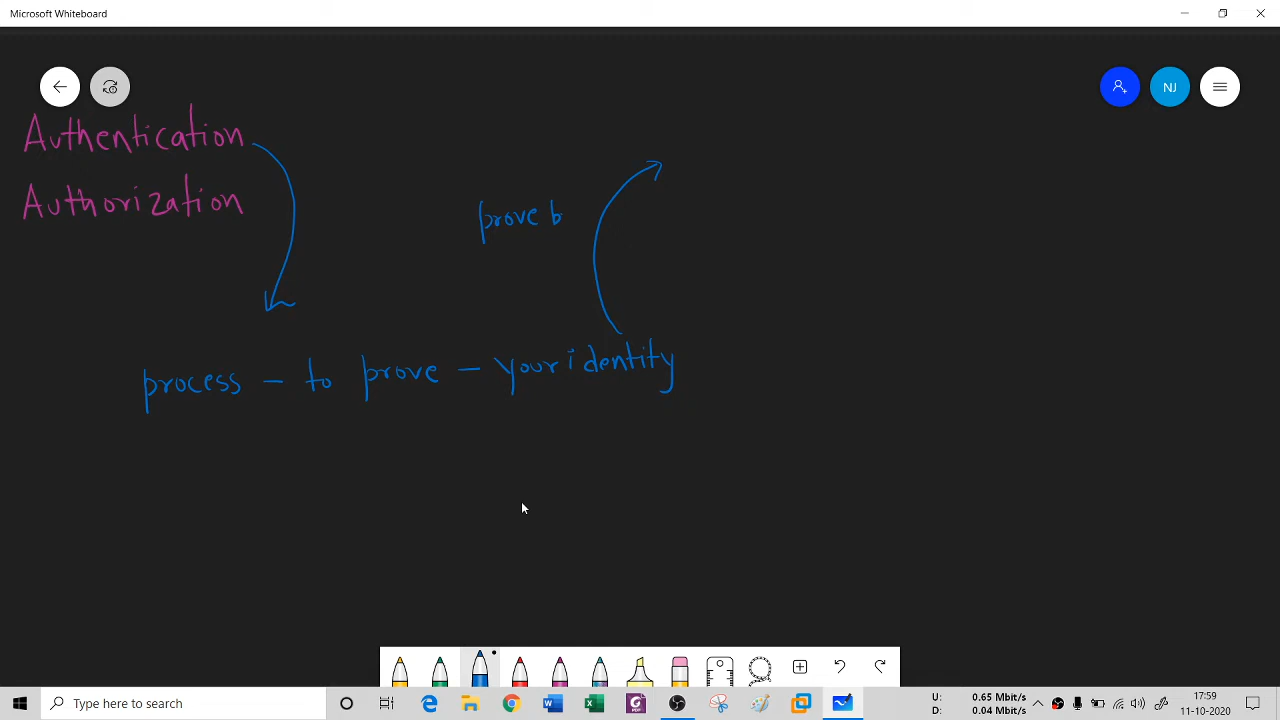 Microsoft Whiteboard
NJ
Authentication
Authorization
prove b
process - to prove - your identity
Type here to search
U: 0.65 Mbit/s
D: 0.04 Mbit/s
17:59
11-10-2020